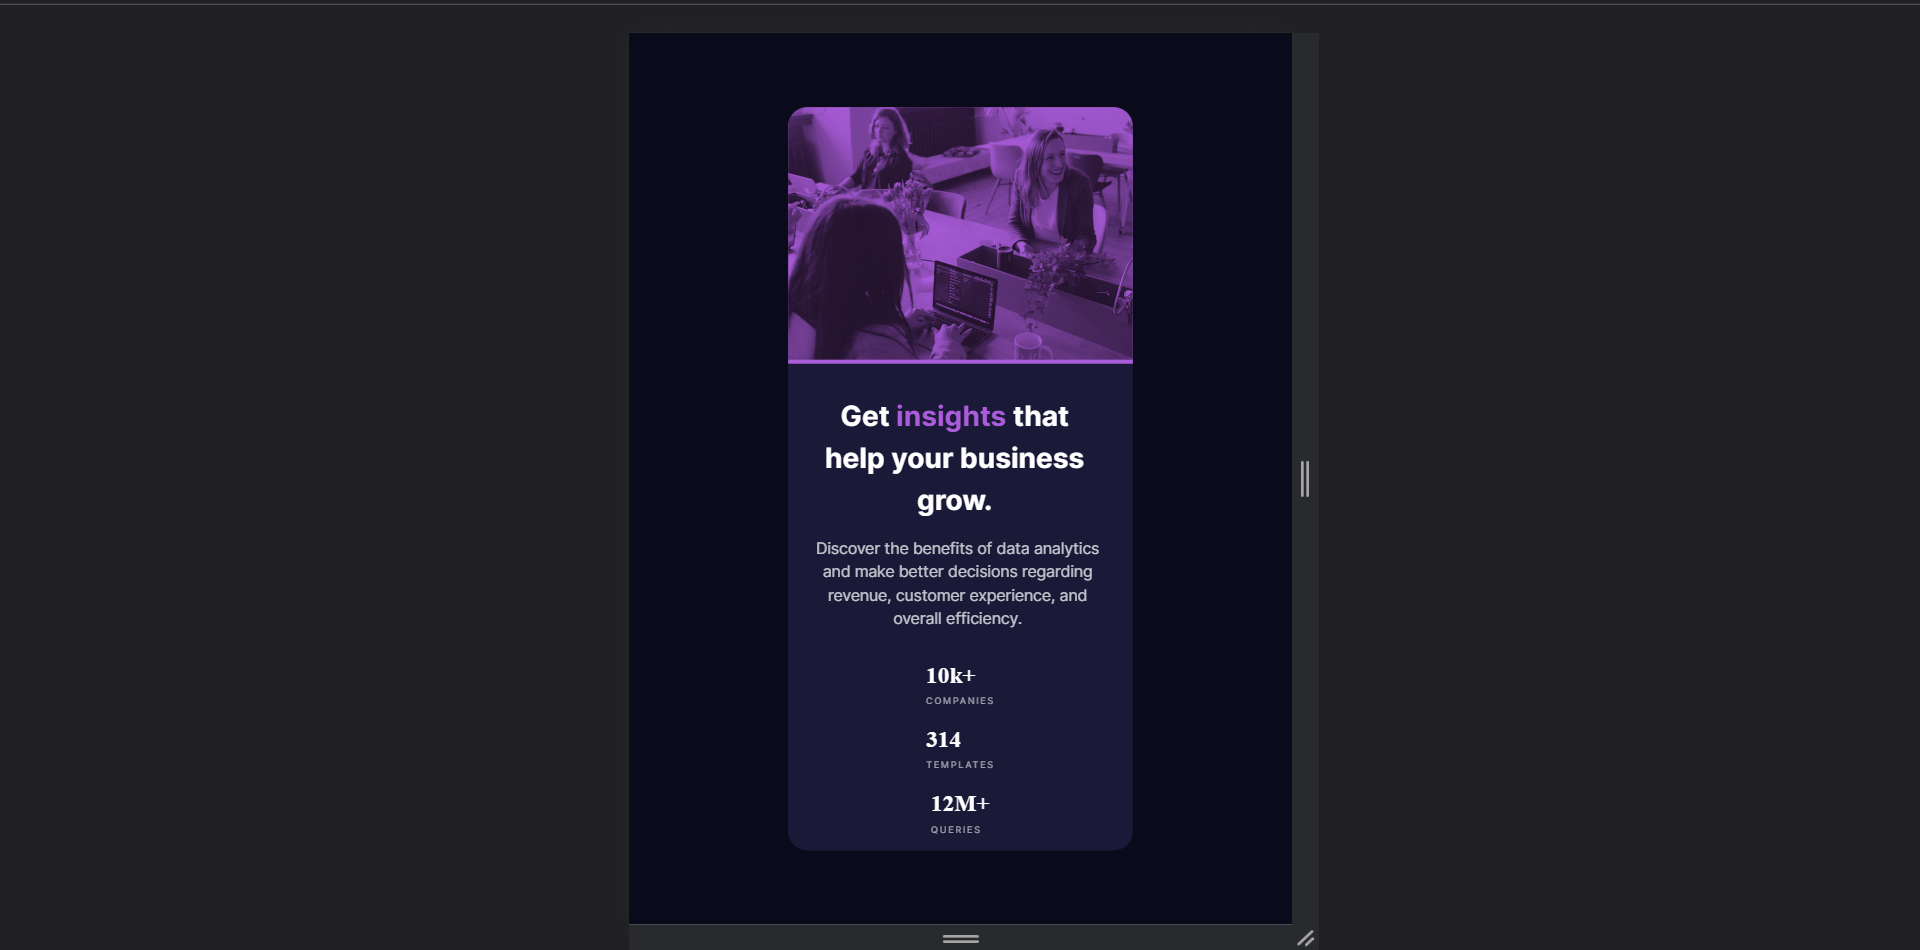 Get insights that
help your business
grow.
Discover the benefits of data analytics
and make better decisions regarding
revenue, customer experience, and
overall efficiency.
10k+
COMPANIES
314
TEMPLATES
12M+
QUERIES